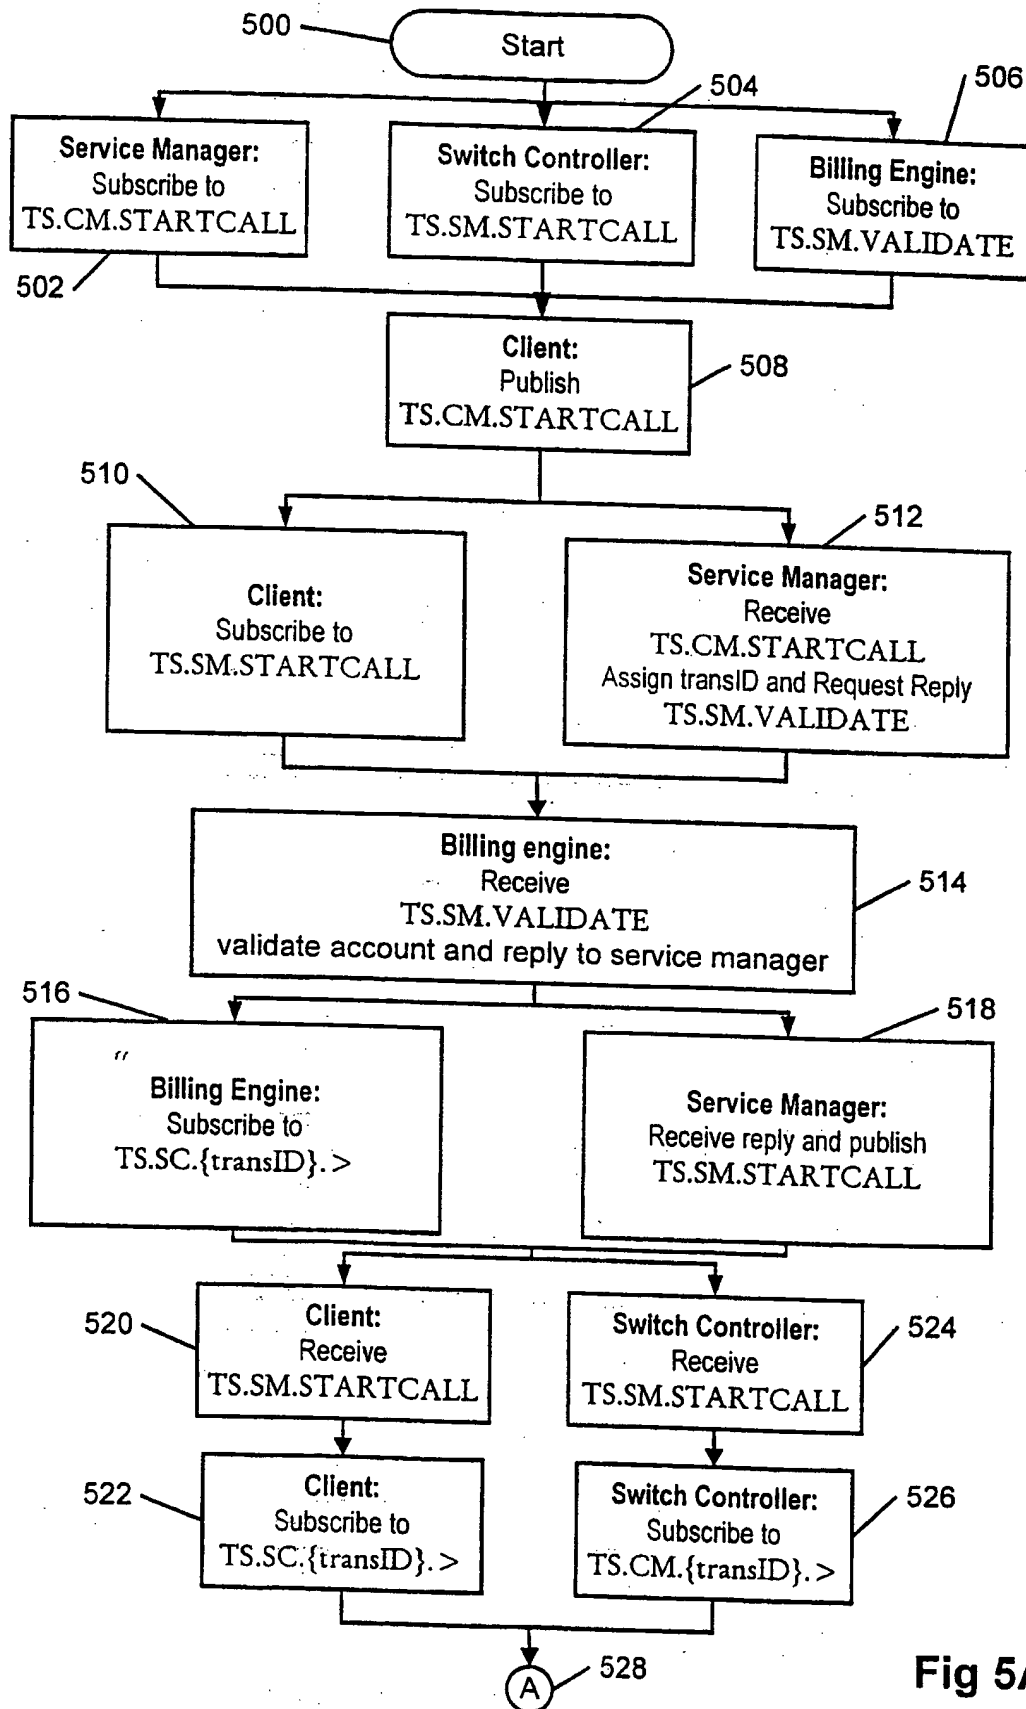 500
Start
504
506
Service Manager:
Subscribe to
TS.CM.STARTCALL
Switch Controller:
Subscribe to
TS.SM.STARTCALL
Billing Engine:
Subscribe to
TS.SM.VALIDATE
502
Client:
Publish
TS.CM.STARTCALL
508
510
512
Client:
Subscribe to
TS.SM.STARTCALL
Service Manager:
Receive
TS.CM.STARTCALL
Assign transID and Request Reply
TS.SM.VALIDATE
Billing engine:
Receive
TS.SM.VALIDATE
validate account and reply to service manager
514
516
518
Billing Engine:
Subscribe to
TS.SC.{transID}.>
Service Manager:
Receive reply and publish
TS.SM.STARTCALL
520
Client:
Receive
TS.SM.STARTCALL
Switch Controller:
Receive
TS.SM.STARTCALL
524
522
Client:
Subscribe to
TS.SC.{transID}.>
Switch Controller:
Subscribe to
TS.CM.{transID}.>
526
A
528
Fig 5A